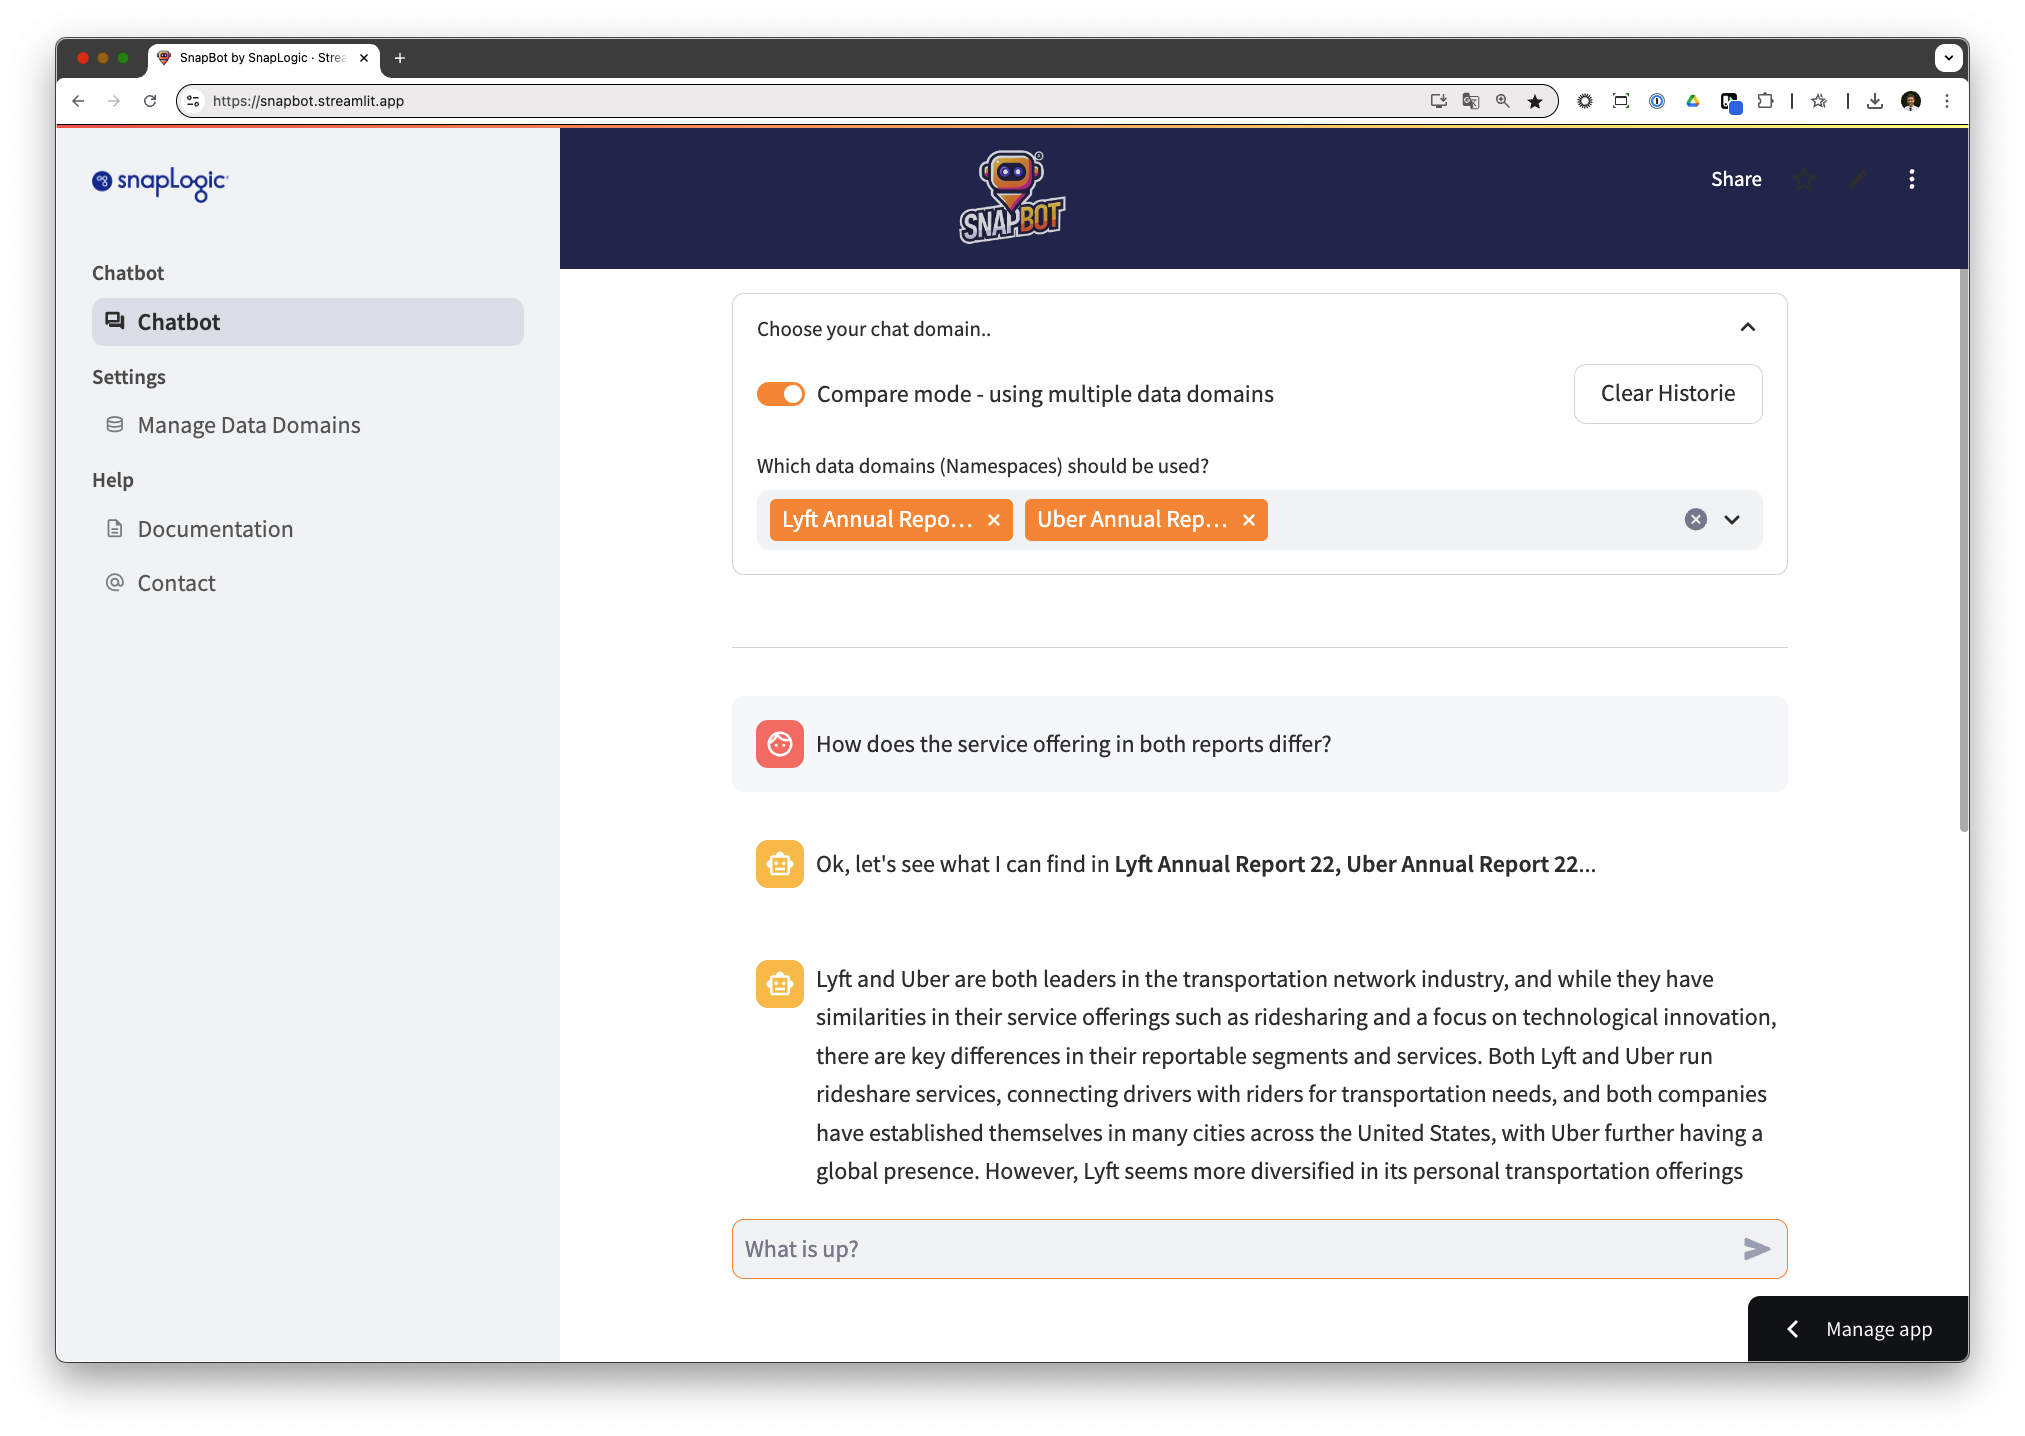 SnapBot by SnapLogic · Strea
https://snapbot.streamlit.app
snapLogic
SNAPBOT
Share
Chatbot
Chatbot
Settings
Manage Data Domains
Help
Documentation
Contact
Choose your chat domain..
Compare mode - using multiple data domains
Clear Historie
Which data domains (Namespaces) should be used?
Lyft Annual Repo...
Uber Annual Rep...
How does the service offering in both reports differ?
Ok, let's see what I can find in Lyft Annual Report 22, Uber Annual Report 22...
Lyft and Uber are both leaders in the transportation network industry, and while they have
similarities in their service offerings such as ridesharing and a focus on technological innovation,
there are key differences in their reportable segments and services. Both Lyft and Uber run
rideshare services, connecting drivers with riders for transportation needs, and both companies
have established themselves in many cities across the United States, with Uber further having a
global presence. However, Lyft seems more diversified in its personal transportation offerings
What is up?
Manage app